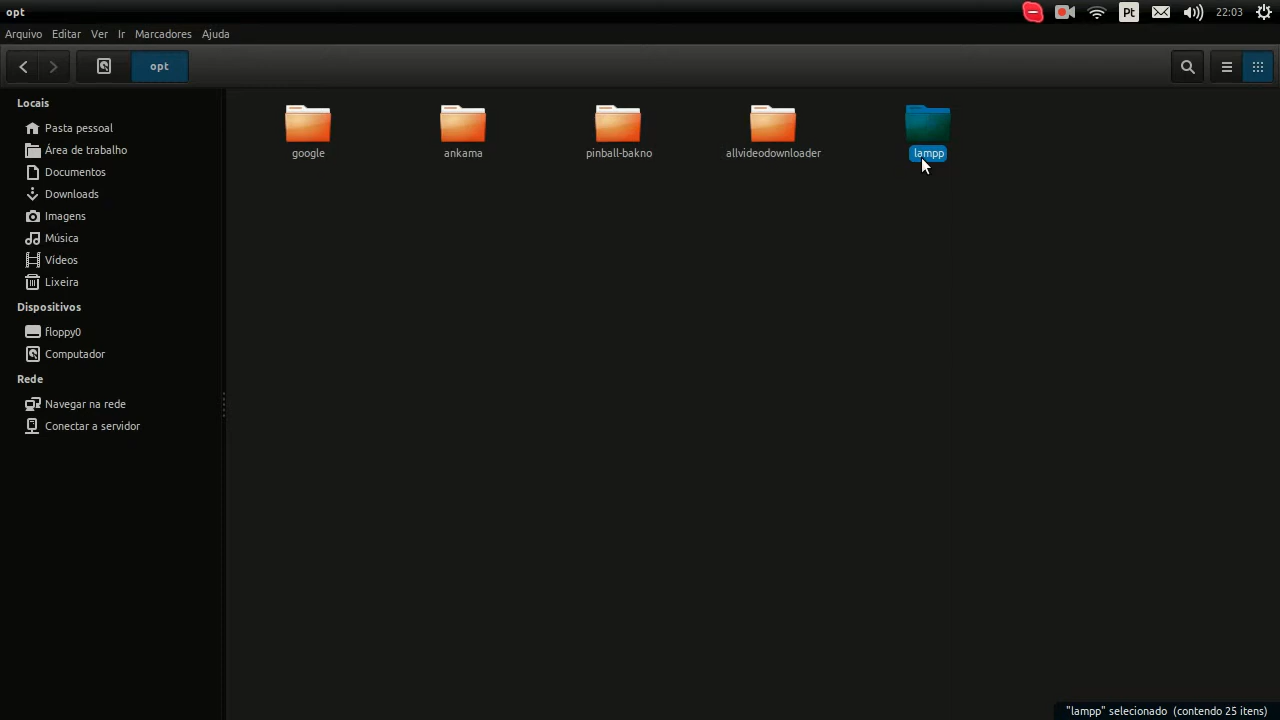 opt
Pt
22:03
Arquivo Editar Ver Ir Marcadores Ajuda
opt
Locais
Pasta pessoal
Área de trabalho
Documentos
Downloads
Imagens
Música
Vídeos
Lixeira
Dispositivos
floppy0
Computador
Rede
Navegar na rede
Conectar a servidor
google
ankama
pinball-bakno
allvideodownloader
lampp
"lampp" selecionado (contendo 25 itens)